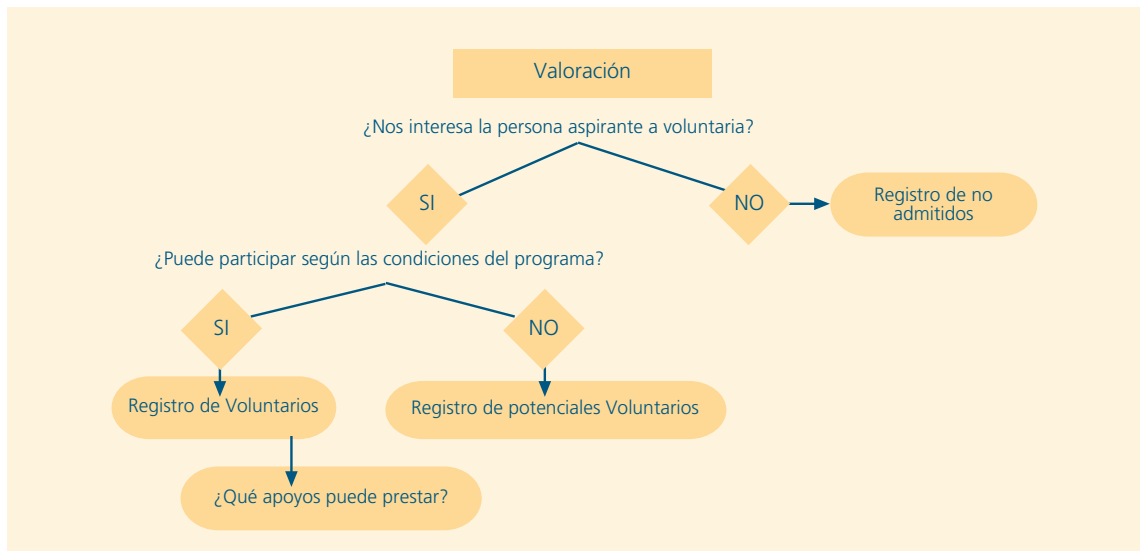 Valoración
¿Nos interesa la persona aspirante a voluntaria?
SI
NO
Registro de no
admitidos
¿Puede participar según las condiciones del programa?
SI
NO
Registro de Voluntarios
Registro de potenciales Voluntarios
¿Qué apoyos puede prestar?